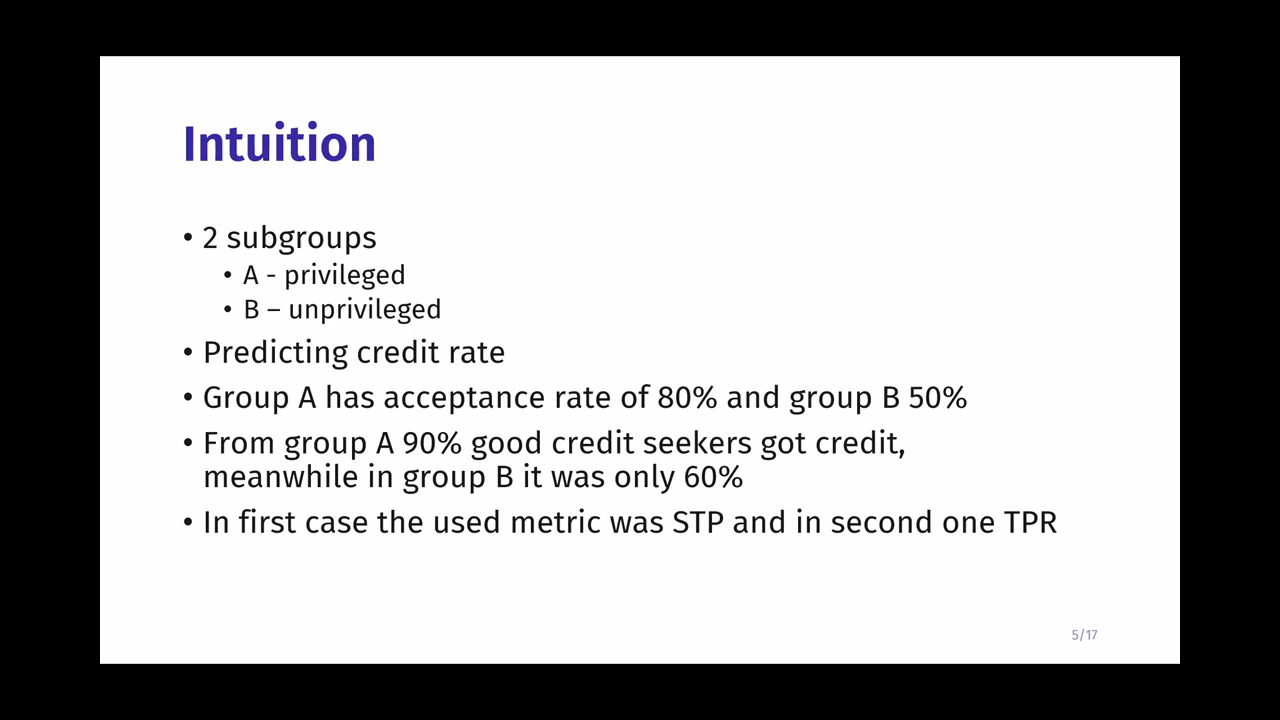 Intuition
• 2 subgroups
• A - privileged
• B – unprivileged
• Predicting credit rate
• Group A has acceptance rate of 80% and group B 50%
• From group A 90% good credit seekers got credit,
meanwhile in group B it was only 60%
• In first case the used metric was STP and in second one TPR
5/17